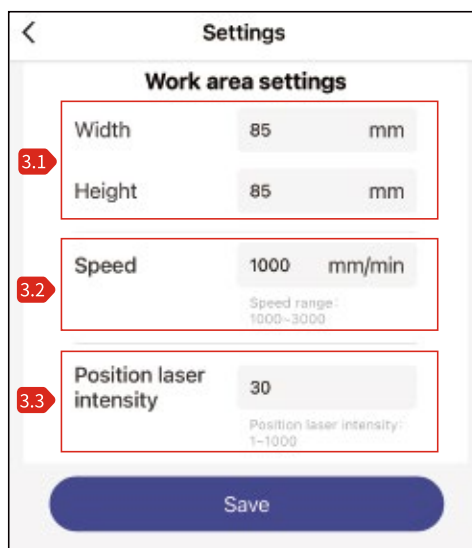 Settings
Work area settings
3.1
Width 85 mm
Height 85 mm
3.2
Speed 1000 mm/min
Speed range:
1000~3000
3.3
Position laser
intensity
30
Position laser intensity:
1~1000
Save